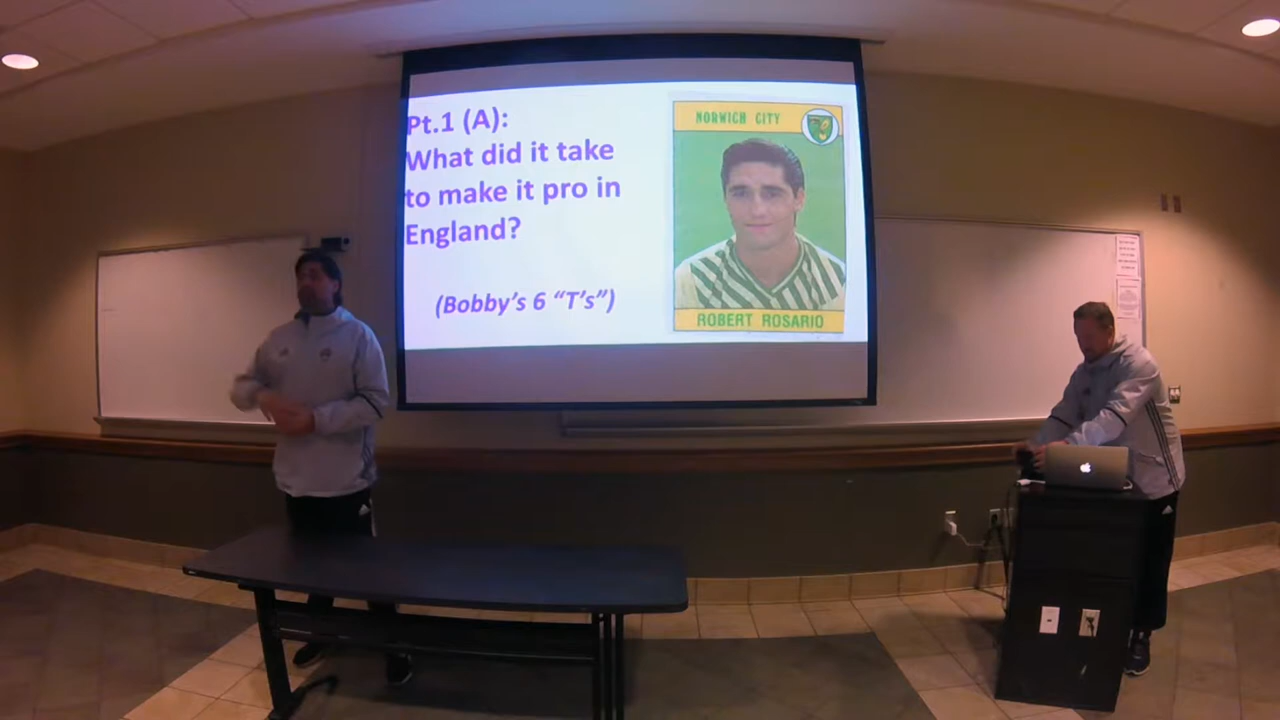 Pt.1 (A):
What did it take
to make it pro in
England?
(Bobby's 6 “T's”)
NORWICH CITY
ROBERT ROSARIO